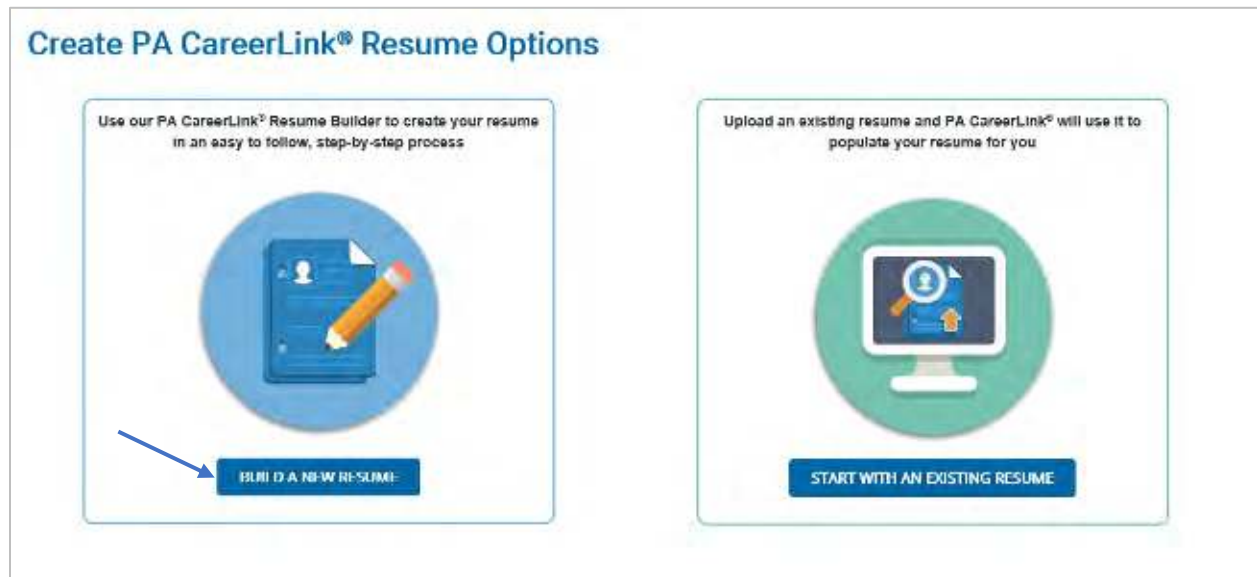 Create PA CareerLink® Resume Options
Use our PA CareerLink® Resume Builder to create your resume
in an easy to follow, step-by-step process
Upload an existing resume and PA CareerLink® will use it to
populate your resume for you
BUILD A NEW RESUME
START WITH AN EXISTING RESUME